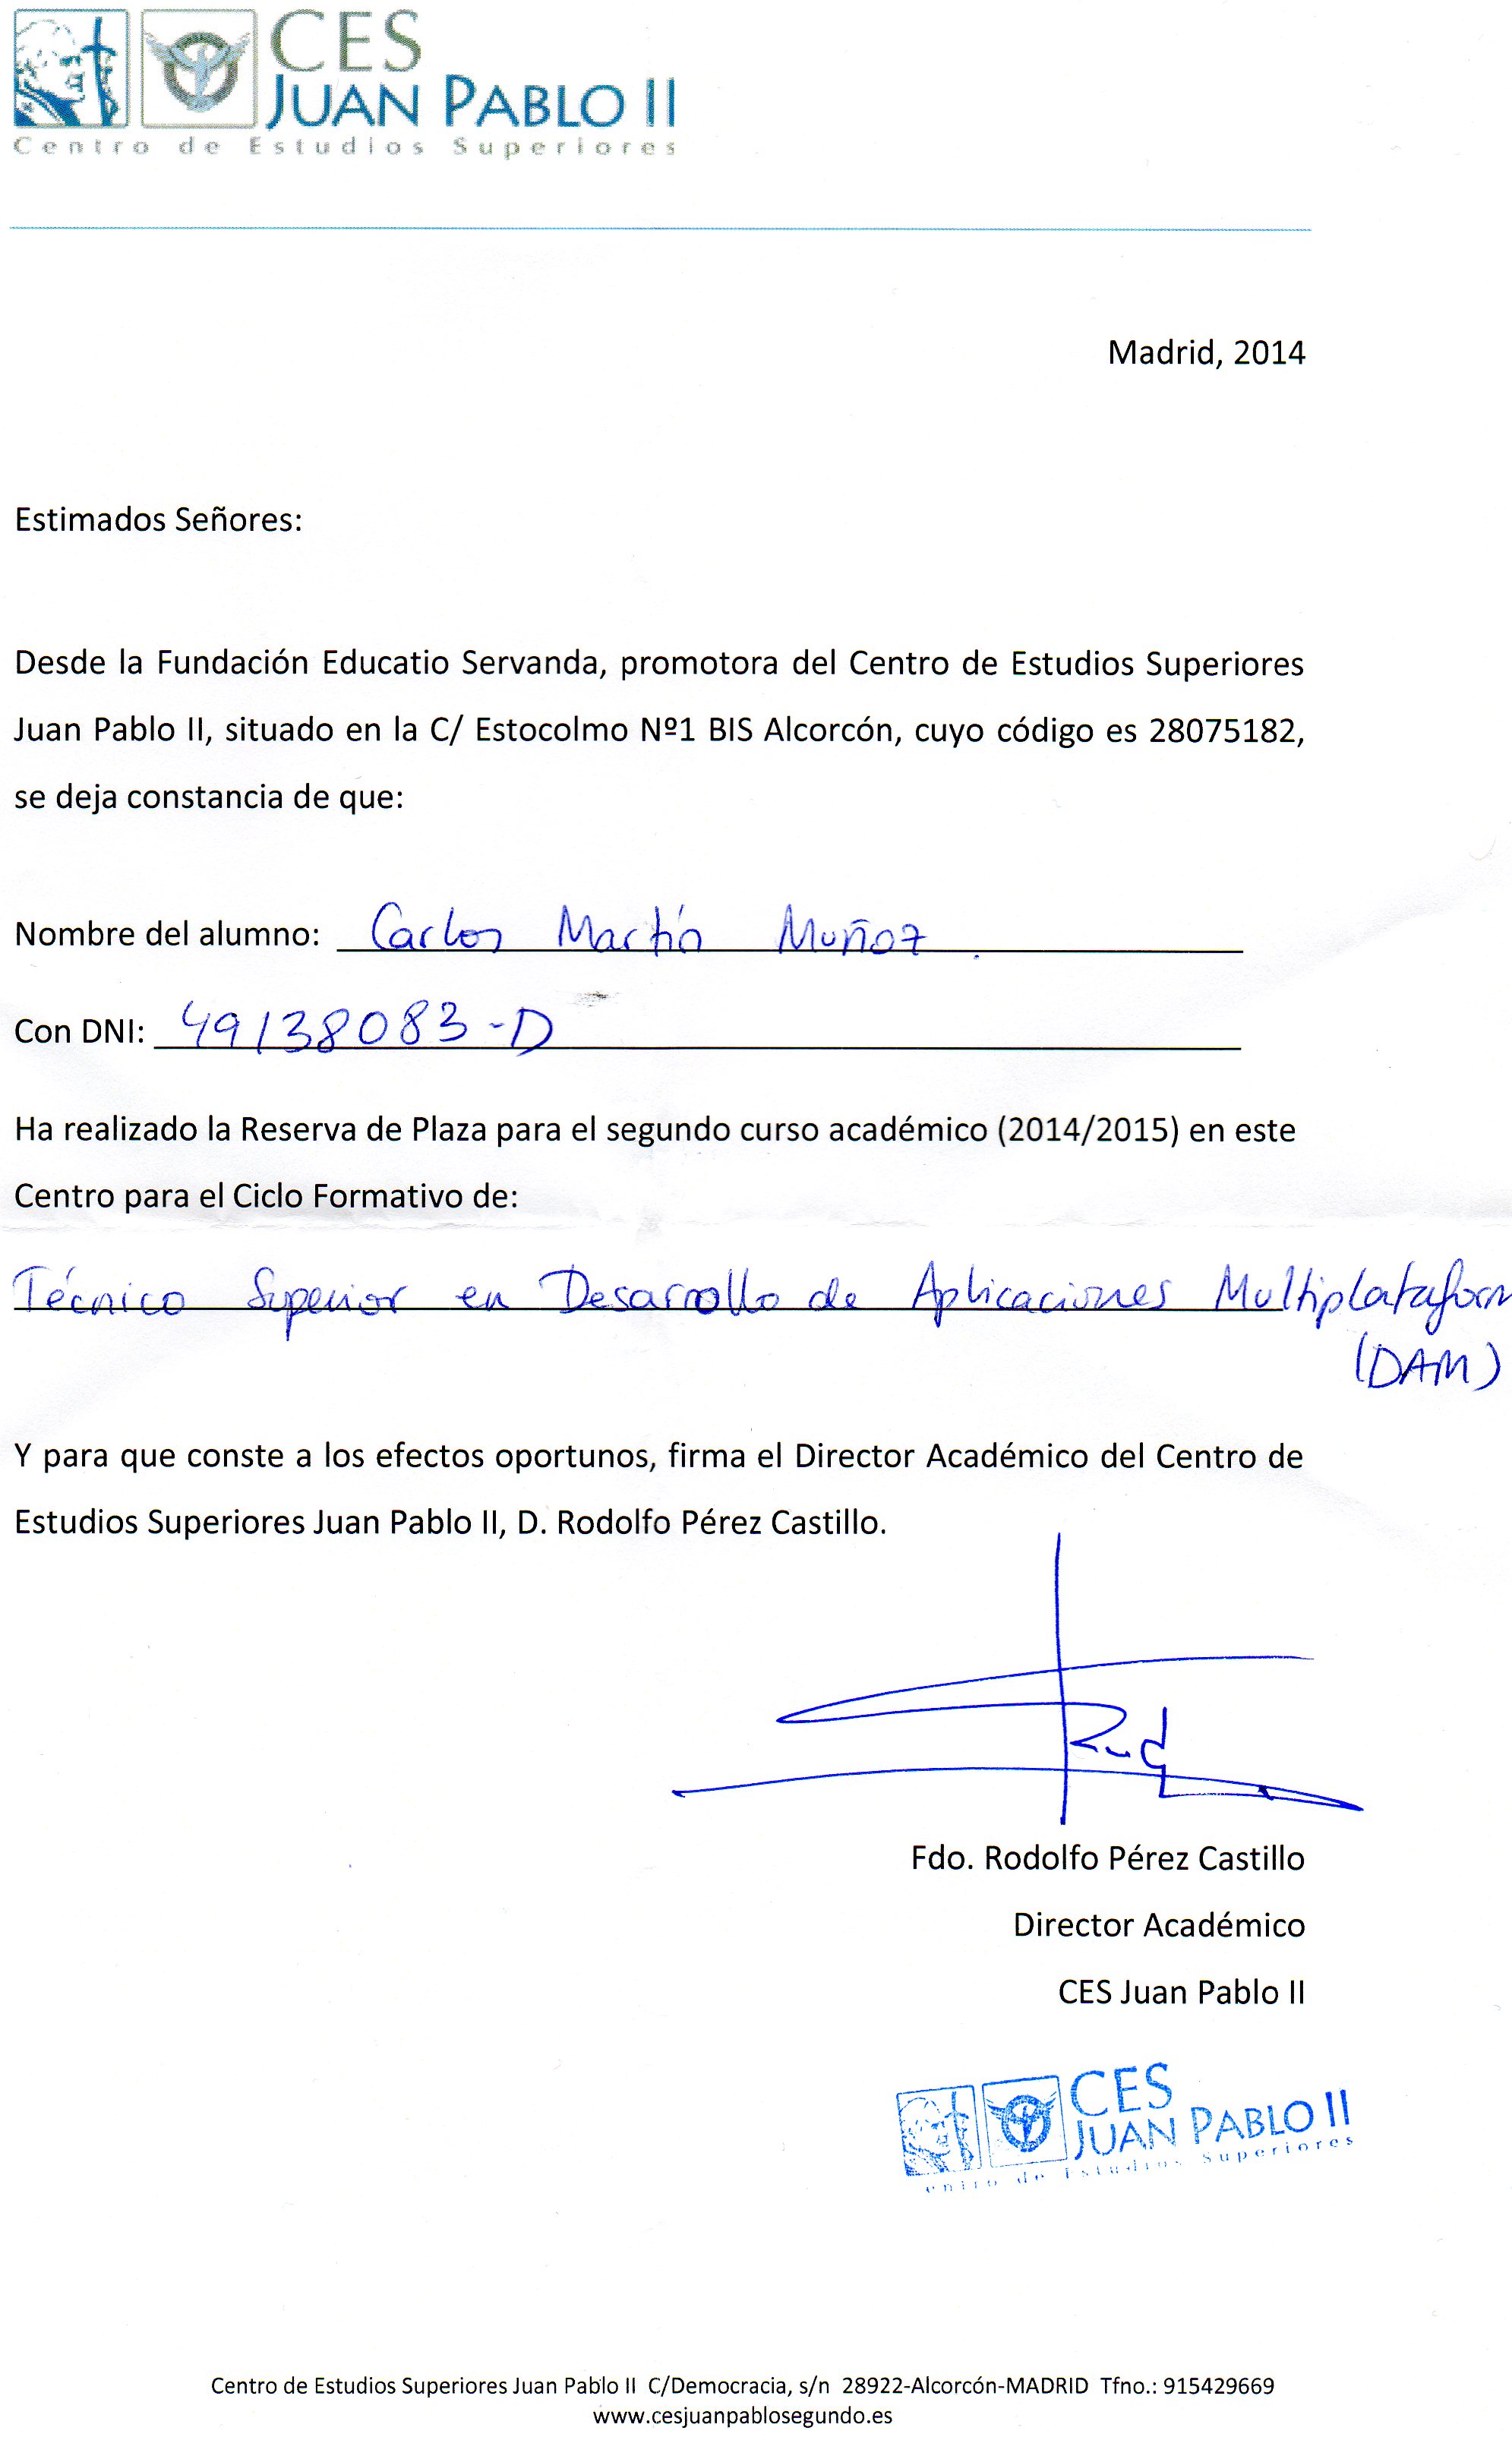 CES
JUAN PABLO II
Centro de Estudios Superiores
Madrid, 2014
Estimados Señores:
Desde la Fundación Educatio Servanda, promotora del Centro de Estudios Superiores
Juan Pablo II, situado en la C/ Estocolmo Nº1 BIS Alcorcón, cuyo código es 28075182,
se deja constancia de que:
Nombre del alumno: Carlos Martín Muñoz.
Con DNI: 49138083-D
Ha realizado la Reserva de Plaza para el segundo curso académico (2014/2015) en este
Centro para el Ciclo Formativo de:
Técnico Superior en Desarrollo de Aplicaciones Multiplataform
(DAM)
Y para que conste a los efectos oportunos, firma el Director Académico del Centro de
Estudios Superiores Juan Pablo II, D. Rodolfo Pérez Castillo.
Fdo. Rodolfo Pérez Castillo
Director Académico
CES Juan Pablo II
CES
JUAN PABLO II
entro de Estudios Superiores
Centro de Estudios Superiores Juan Pablo II C/Democracia, s/n 28922-Alcorcón-MADRID Tfno.: 915429669
www.cesjuanpablosegundo.es